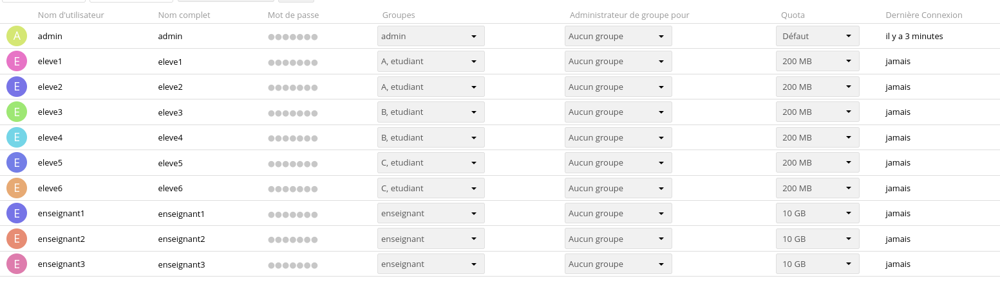 Nom d'utilisateur Nom complet Mot de passe Groupes Administrateur de groupe pour Quota Dernière Connexion
A admin admin ●●●●●●● admin Aucun groupe Défaut il y a 3 minutes
E eleve1 eleve1 ●●●●●●● A, etudiant Aucun groupe 200 MB jamais
E eleve2 eleve2 ●●●●●●● A, etudiant Aucun groupe 200 MB jamais
E eleve3 eleve3 ●●●●●●● B, etudiant Aucun groupe 200 MB jamais
E eleve4 eleve4 ●●●●●●● B, etudiant Aucun groupe 200 MB jamais
E eleve5 eleve5 ●●●●●●● C, etudiant Aucun groupe 200 MB jamais
E eleve6 eleve6 ●●●●●●● C, etudiant Aucun groupe 200 MB jamais
E enseignant1 enseignant1 ●●●●●●● enseignant Aucun groupe 10 GB jamais
E enseignant2 enseignant2 ●●●●●●● enseignant Aucun groupe 10 GB jamais
E enseignant3 enseignant3 ●●●●●●● enseignant Aucun groupe 10 GB jamais